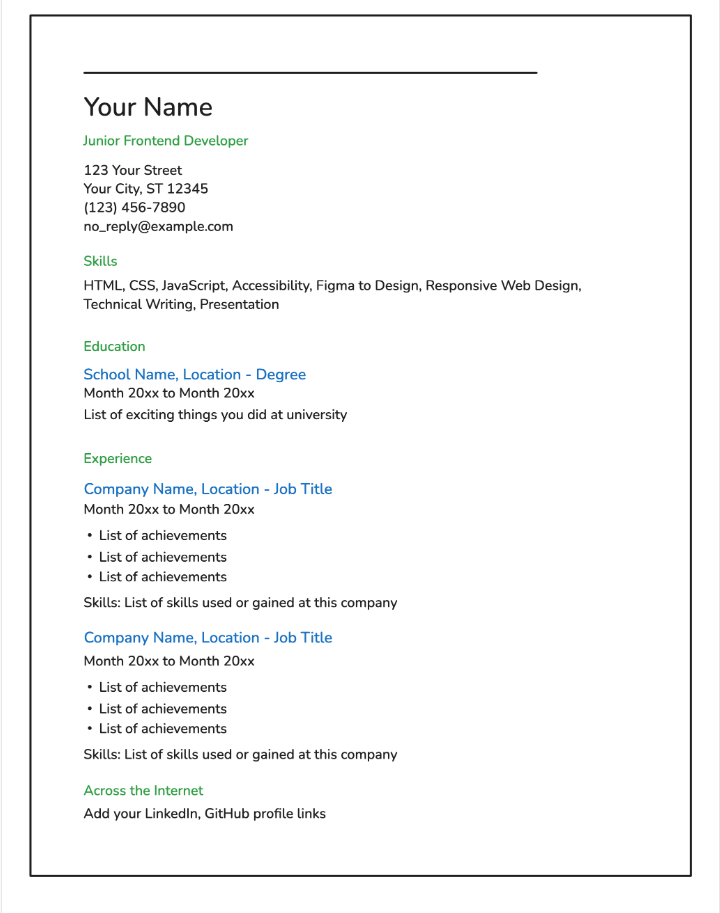 Your Name
Junior Frontend Developer
123 Your Street
Your City, ST 12345
(123) 456-7890
no_reply@example.com
Skills
HTML, CSS, JavaScript, Accessibility, Figma to Design, Responsive Web Design,
Technical Writing, Presentation
Education
School Name, Location - Degree
Month 20xx to Month 20xx
List of exciting things you did at university
Experience
Company Name, Location - Job Title
Month 20xx to Month 20xx
• List of achievements
• List of achievements
• List of achievements
Skills: List of skills used or gained at this company
Company Name, Location - Job Title
Month 20xx to Month 20xx
• List of achievements
• List of achievements
• List of achievements
Skills: List of skills used or gained at this company
Across the Internet
Add your LinkedIn, GitHub profile links